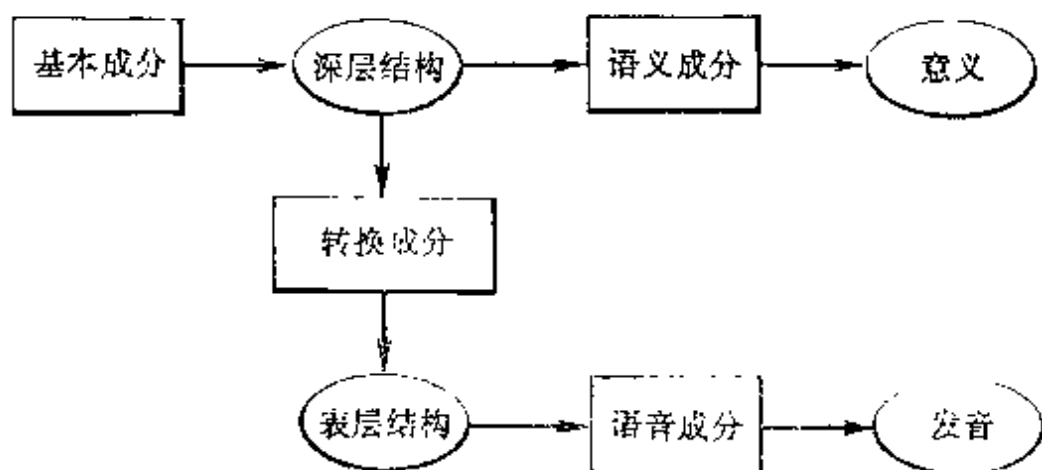 基本成分
深层结构
语义成分
意义
转换成分
表层结构
语音成分
发音